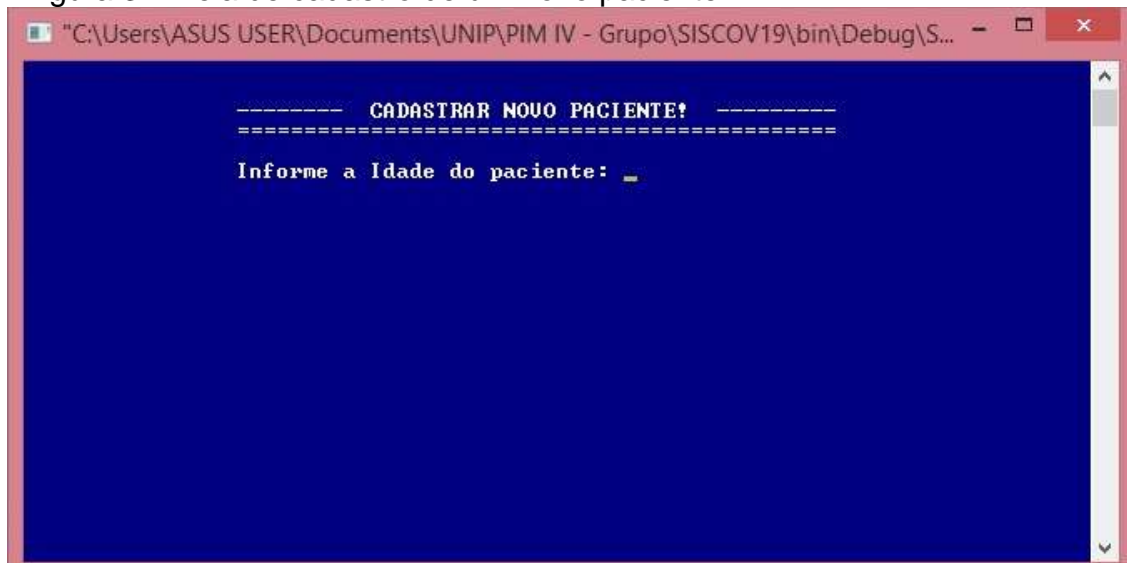 "C:\Users\ASUS USER\Documents\UNIP\PIM IV - Grupo\SISCOV19\bin\Debug\S...
-------- CADASTRAR NOVO PACIENTE! ---------
=============================================
Informe a Idade do paciente: _